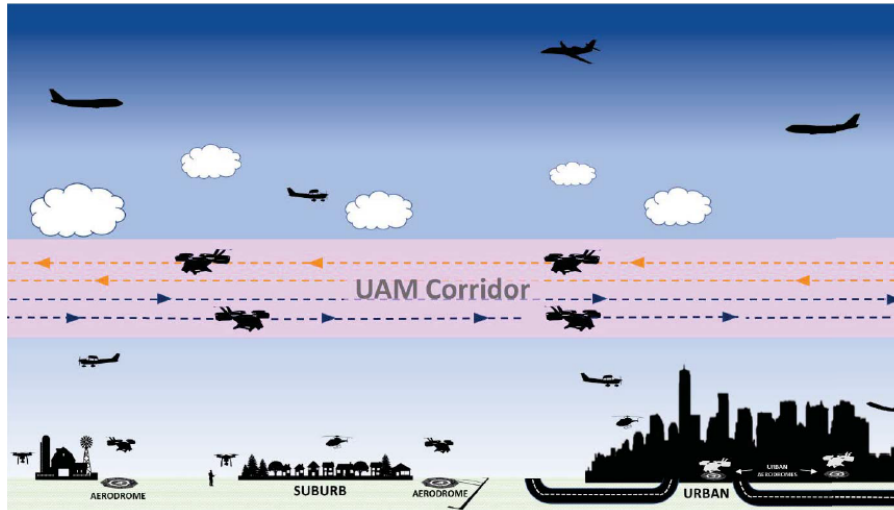 UAM Corridor
AERODROME
SUBURB
AERODROME
URBAN
URBAN
AERODROMES